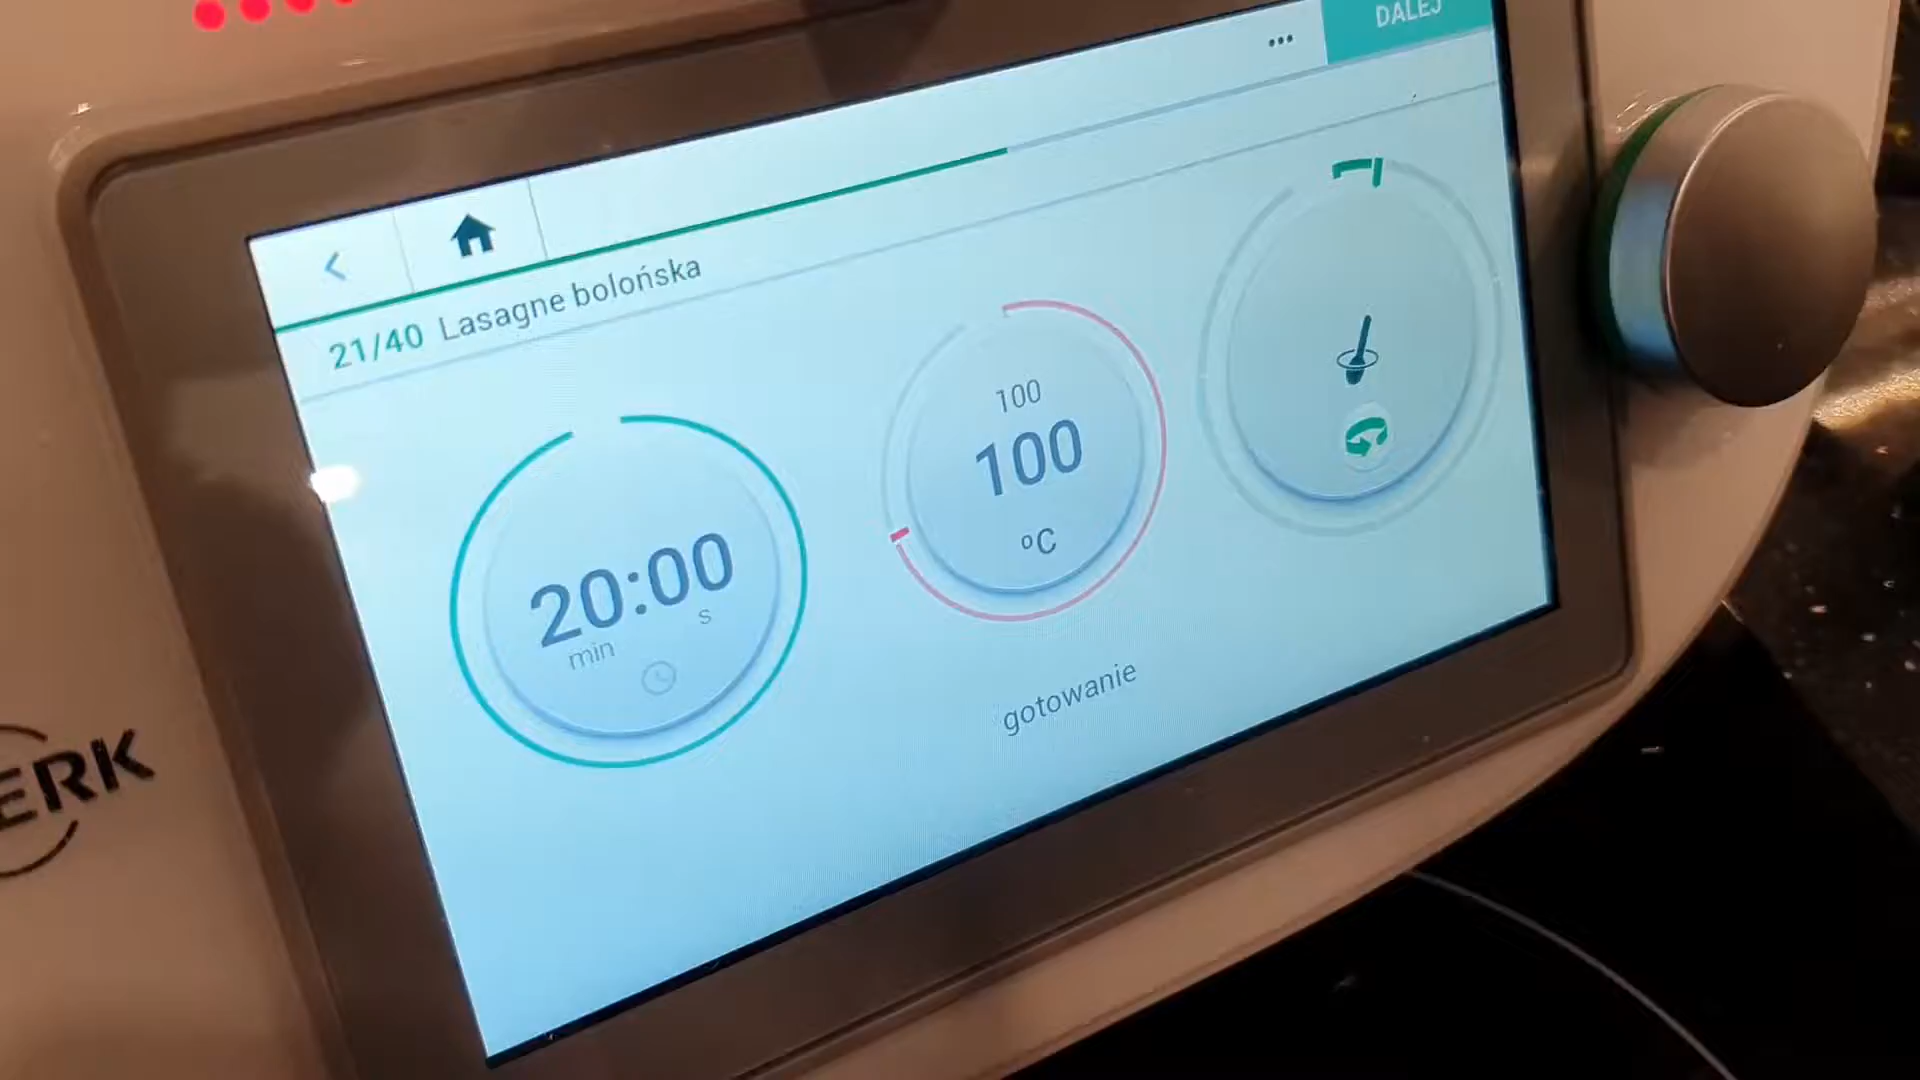 DALEJ
21/40 Lasagne bolońska
20:00
min s
100
100
°C
gotowanie
ERK